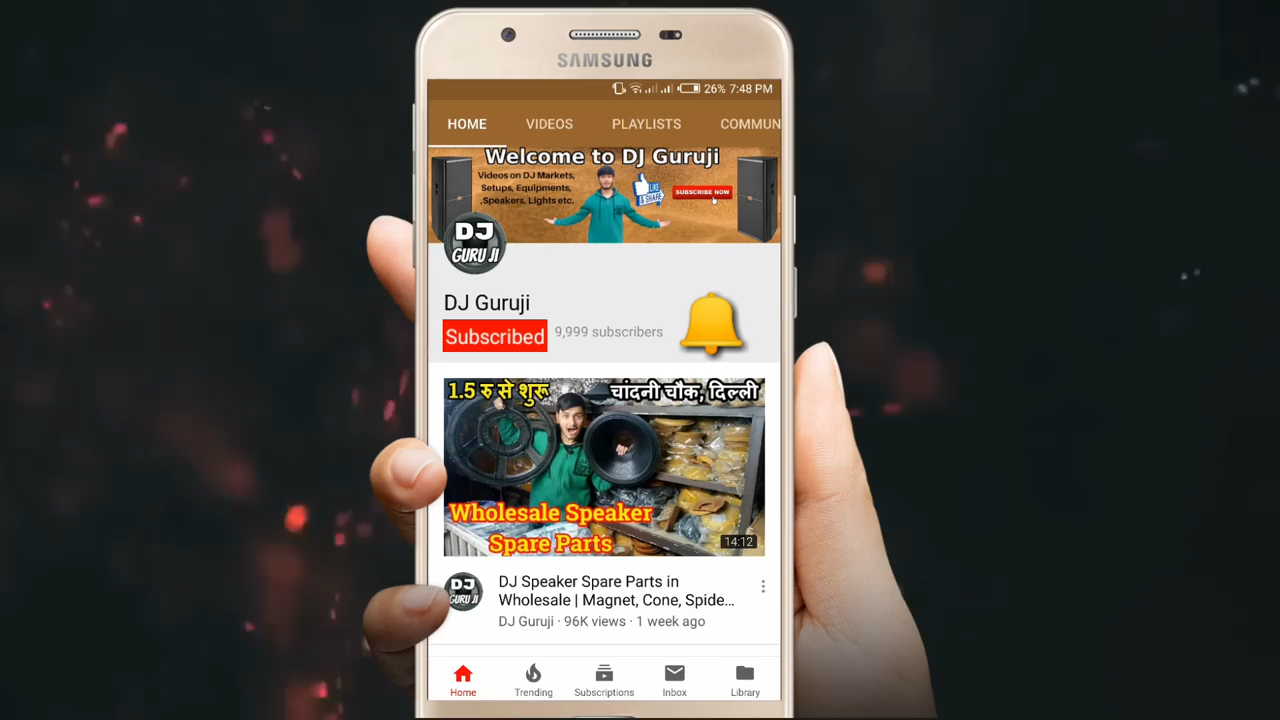 SAMSUNG
26% 7:48 PM
HOME VIDEOS PLAYLISTS COMMUN
Welcome to DJ Guruji
Videos on DJ Markets,
Setups, Equipments,
,Speakers, Lights etc.
LIKE
& SHARE
SUBSCRIBE NOW
DJ
GURU JI
DJ Guruji
Subscribed 9,999 subscribers
1.5 रु से शुरू चांदनी चौक, दिल्ली
Wholesale Speaker
Spare Parts
14:12
DJ
GURU JI
DJ Speaker Spare Parts in
Wholesale | Magnet, Cone, Spide...
DJ Guruji · 96K views · 1 week ago
Home Trending Subscriptions Inbox Library